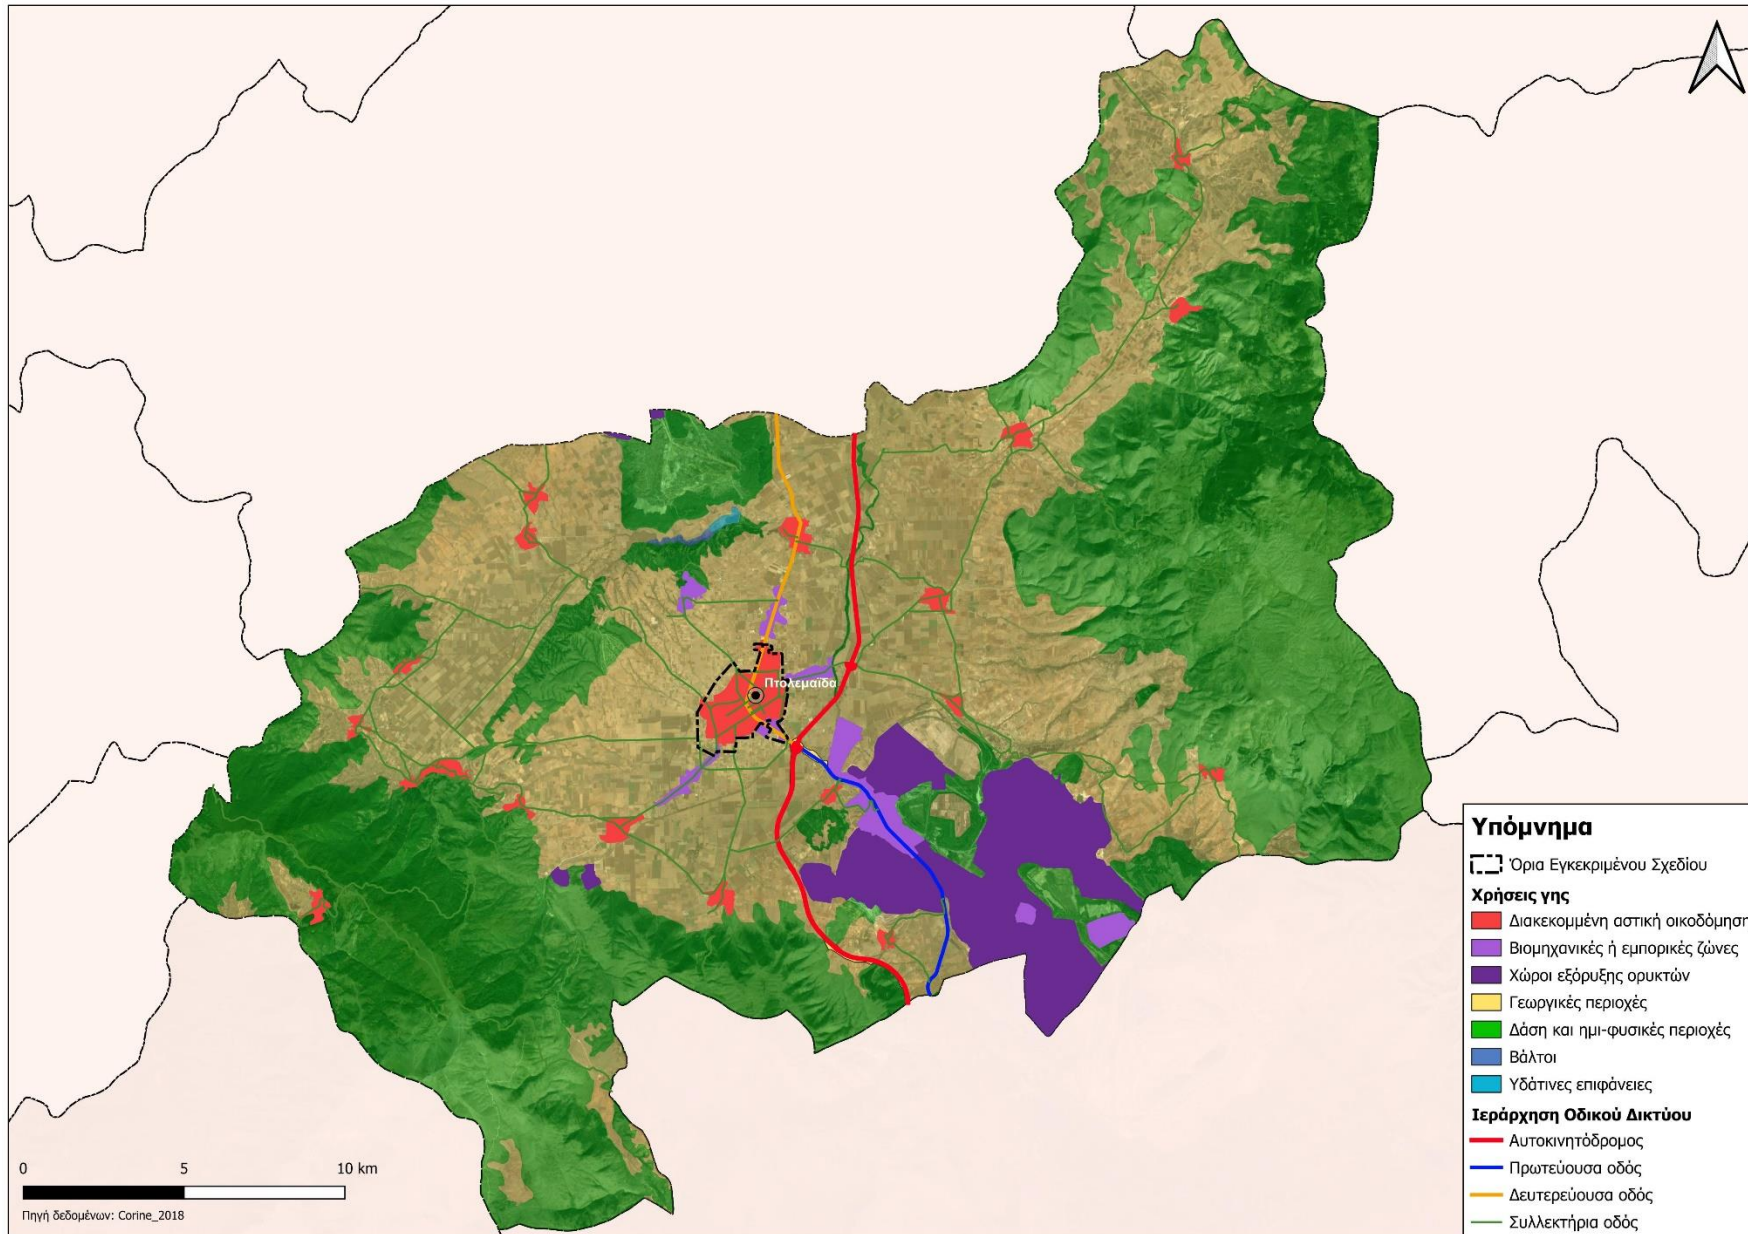 Πτολεμαΐδα
Υπόμνημα
Όρια Εγκεκριμένου Σχεδίου
Χρήσεις γης
Διακεκομμένη αστική οικοδόμηση
Βιομηχανικές ή εμπορικές ζώνες
Χώροι εξόρυξης ορυκτών
Γεωργικές περιοχές
Δάση και ημι-φυσικές περιοχές
Βάλτοι
Υδάτινες επιφάνειες
Ιεράρχηση Οδικού Δικτύου
Αυτοκινητόδρομος
Πρωτεύουσα οδός
Δευτερεύουσα οδός
Συλλεκτήρια οδός
0 5 10 km
Πηγή δεδομένων: Corine_2018